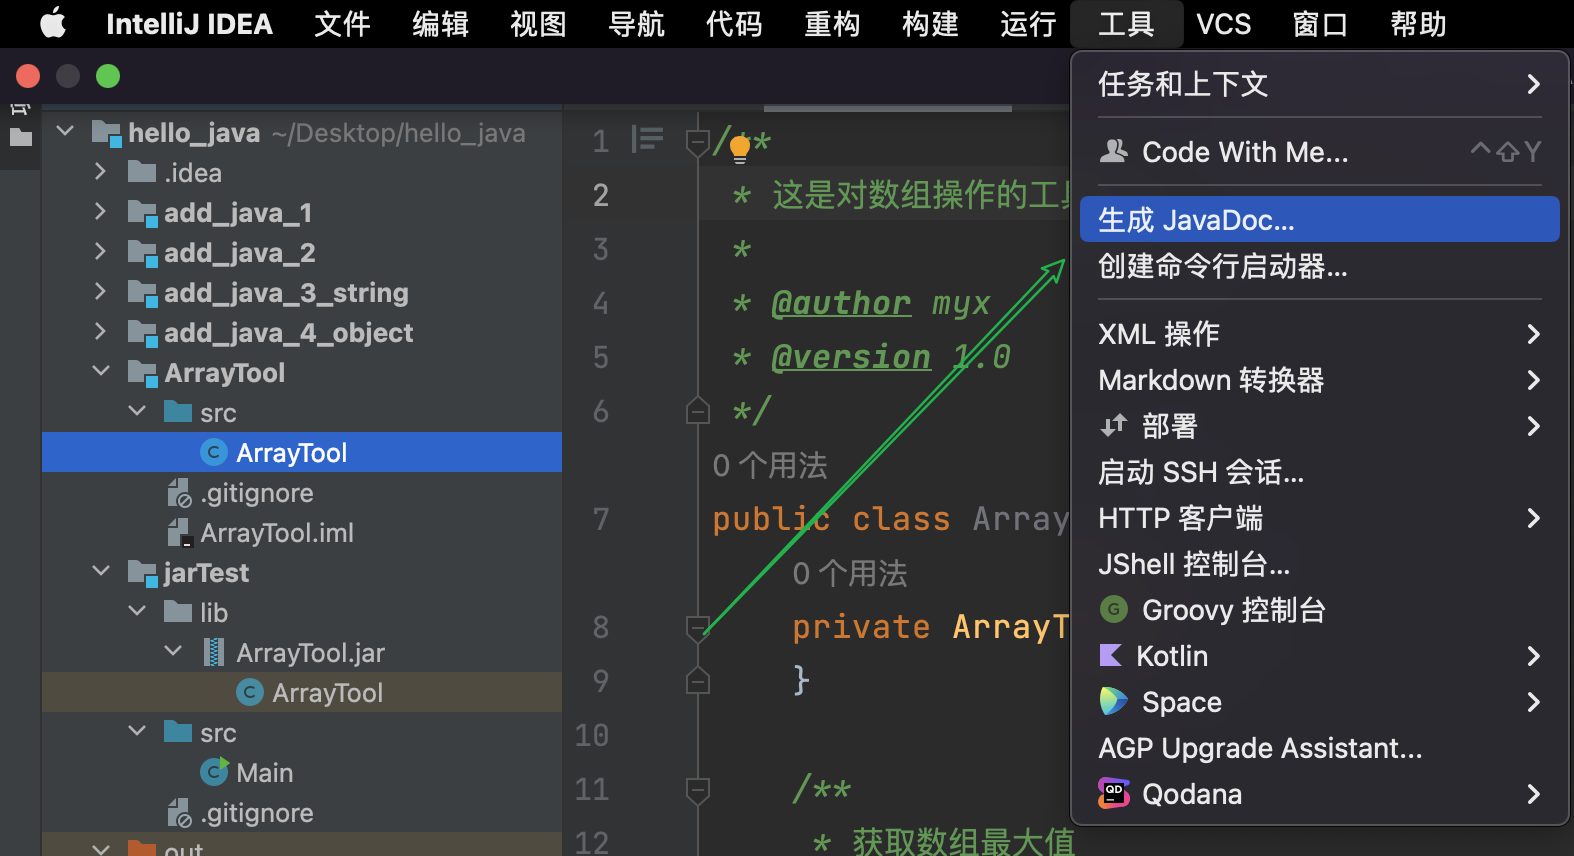 IntelliJ IDEA 文件 编辑 视图 导航 代码 重构 构建 运行 工具 VCS 窗口 帮助
hello_java ~/Desktop/hello_java
.idea
add_java_1
add_java_2
add_java_3_string
add_java_4_object
ArrayTool
src
ArrayTool
.gitignore
ArrayTool.iml
jarTest
lib
ArrayTool.jar
ArrayTool
src
Main
.gitignore
out
1 /**
2 * 这是对数组操作的工具
3 *
4 * @author myx
5 * @version 1.0
6 */
0 个用法
7 public class Array
0 个用法
8 private ArrayT
9 }
10
11 /**
12 * 获取数组最大值
任务和上下文
Code With Me... ^⇧Y
生成 JavaDoc...
创建命令行启动器...
XML 操作
Markdown 转换器
部署
启动 SSH 会话...
HTTP 客户端
JShell 控制台...
G Groovy 控制台
Kotlin
Space
AGP Upgrade Assistant...
QD Qodana